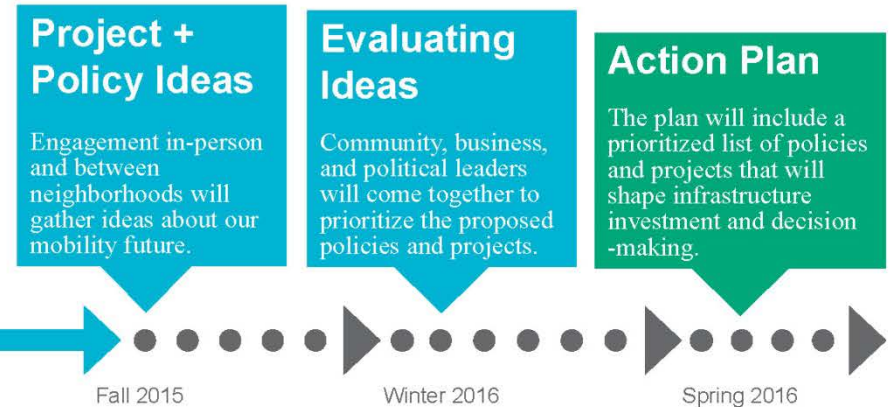 Project +
Policy Ideas
Engagement in-person
and between
neighborhoods will
gather ideas about our
mobility future.
Evaluating
Ideas
Community, business,
and political leaders
will come together to
prioritize the proposed
policies and projects.
Action Plan
The plan will include a
prioritized list of policies
and projects that will
shape infrastructure
investment and decision
-making.
Fall 2015
Winter 2016
Spring 2016